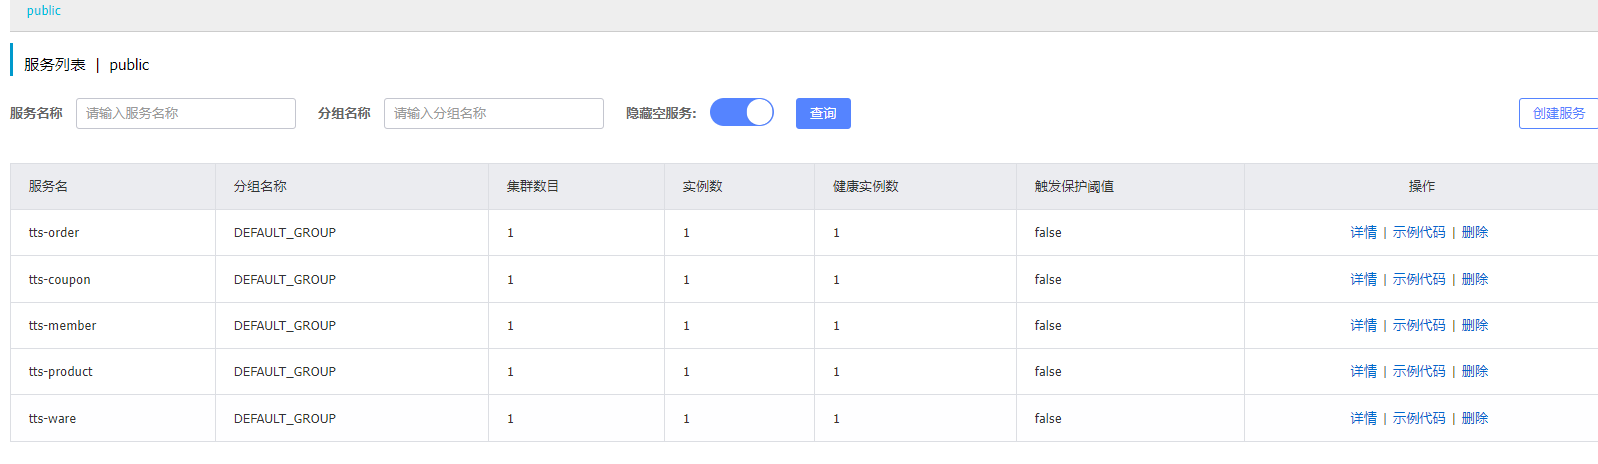 public
服务列表 | public
服务名称 请输入服务名称 分组名称 请输入分组名称 隐藏空服务: 查询 创建服务
服务名 分组名称 集群数目 实例数 健康实例数 触发保护阈值 操作
tts-order DEFAULT_GROUP 1 1 1 false 详情 | 示例代码 | 删除
tts-coupon DEFAULT_GROUP 1 1 1 false 详情 | 示例代码 | 删除
tts-member DEFAULT_GROUP 1 1 1 false 详情 | 示例代码 | 删除
tts-product DEFAULT_GROUP 1 1 1 false 详情 | 示例代码 | 删除
tts-ware DEFAULT_GROUP 1 1 1 false 详情 | 示例代码 | 删除